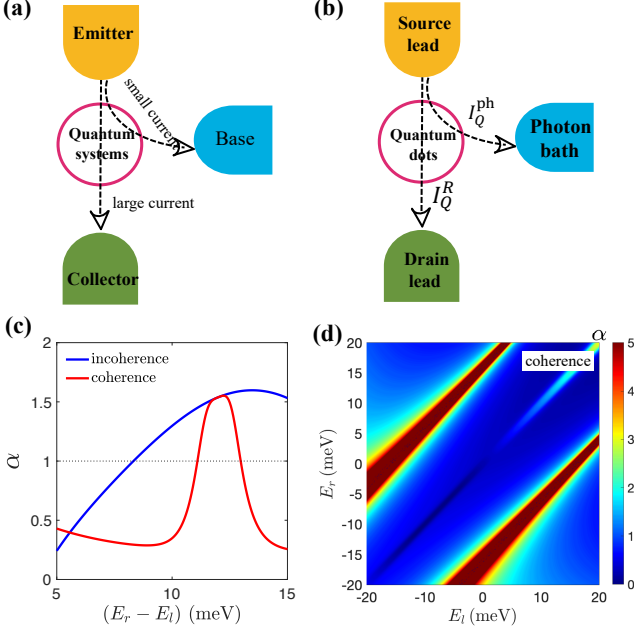 (a)
Emitter
small current
Quantum
systems
Base
large current
Collector
(b)
Source
lead
I_Q^ph
Quantum
dots
Photon
bath
I_Q^R
Drain
lead
(c)
2
1.5
1
0.5
0
α
incoherence
coherence
5
10
15
(E_r − E_l) (meV)
(d)
α
coherence
20
15
10
5
0
-5
-10
-15
-20
E_r (meV)
-20
-10
0
10
20
E_l (meV)
5
4
3
2
1
0